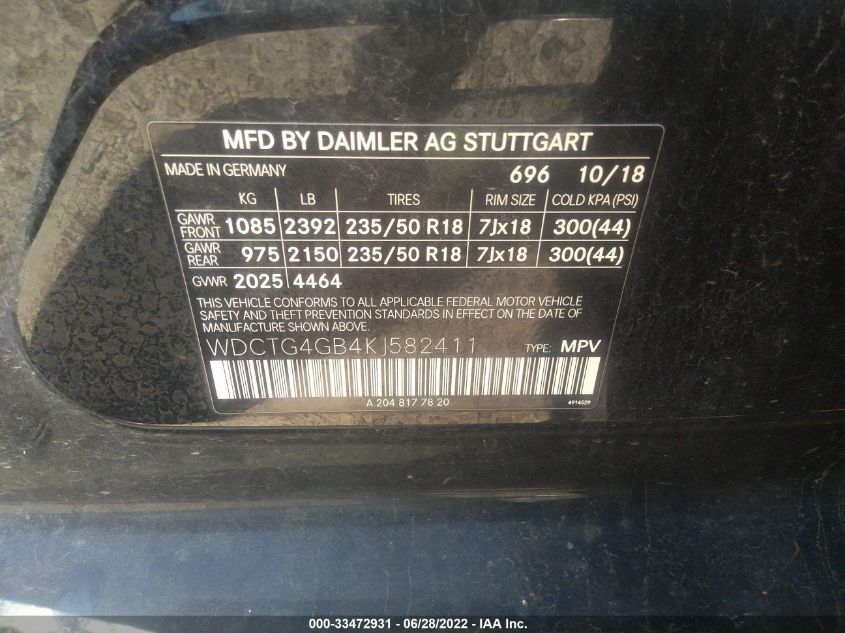 MFD BY DAIMLER AG STUTTGART
MADE IN GERMANY 696 10/18
KG LB TIRES RIM SIZE COLD KPA (PSI)
GAWR FRONT 1085 2392 235/50 R18 7Jx18 300(44)
GAWR REAR 975 2150 235/50 R18 7Jx18 300(44)
GVWR 2025 4464
THIS VEHICLE CONFORMS TO ALL APPLICABLE FEDERAL MOTOR VEHICLE
SAFETY AND THEFT PREVENTION STANDARDS IN EFFECT ON THE DATE OF
MANUFACTURE SHOWN ABOVE.
WDCTG4GB4KJ582411 TYPE: MPV
A 204 817 78 20 4914529
000-33472931 - 06/28/2022 - IAA Inc.